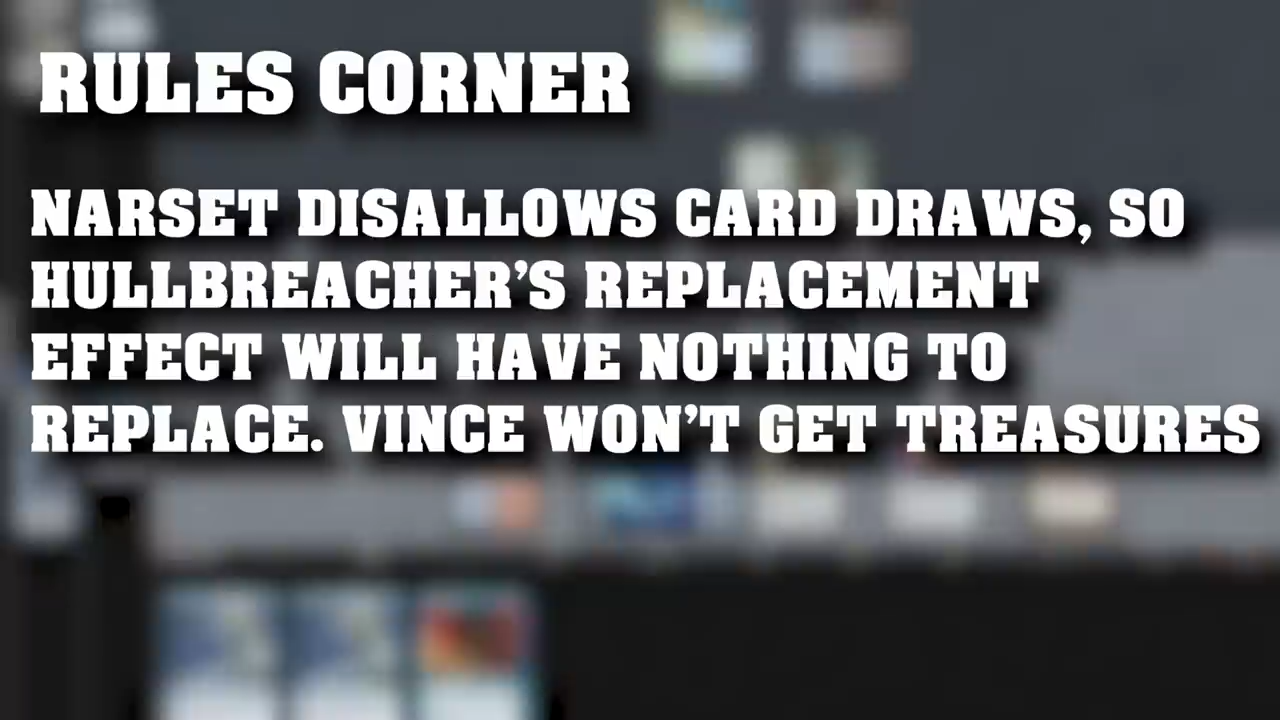 RULES CORNER
NARSET DISALLOWS CARD DRAWS, SO
HULLBREACHER’S REPLACEMENT
EFFECT WILL HAVE NOTHING TO
REPLACE. VINCE WON’T GET TREASURES